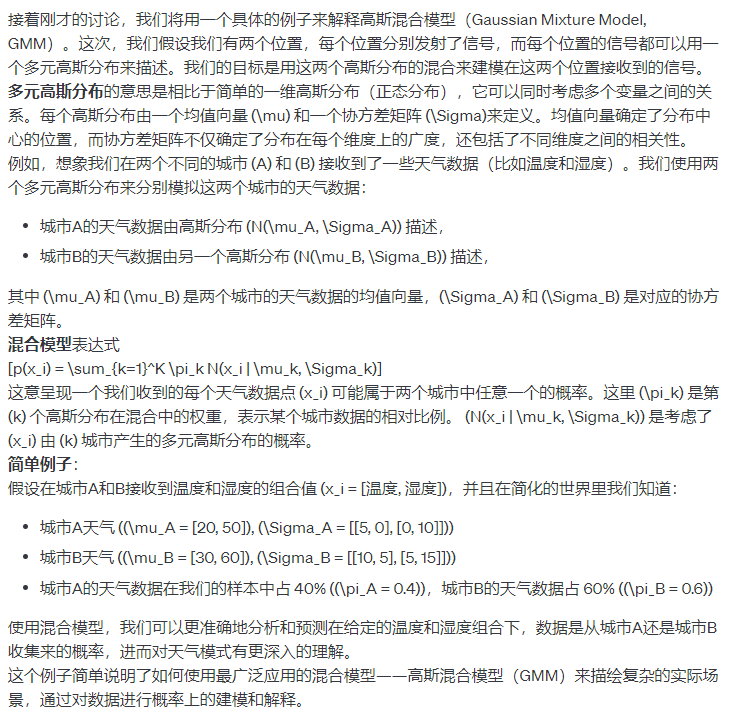 接着刚才的讨论，我们将用一个具体的例子来解释高斯混合模型（Gaussian Mixture Model,
GMM）。这次，我们假设我们有两个位置，每个位置分别发射了信号，而每个位置的信号都可以用一
个多元高斯分布来描述。我们的目标是用这两个高斯分布的混合来建模在这两个位置接收到的信号。
多元高斯分布的意思是相比于简单的一维高斯分布（正态分布），它可以同时考虑多个变量之间的关
系。每个高斯分布由一个均值向量 (\mu) 和一个协方差矩阵 (\Sigma)来定义。均值向量确定了分布中
心的位置，而协方差矩阵不仅确定了分布在每个维度上的广度，还包括了不同维度之间的相关性。
例如，想象我们在两个不同的城市 (A) 和 (B) 接收到了一些天气数据（比如温度和湿度）。我们使用两
个多元高斯分布来分别模拟这两个城市的天气数据：
• 城市A的天气数据由高斯分布 (N(\mu_A, \Sigma_A)) 描述，
• 城市B的天气数据由另一个高斯分布 (N(\mu_B, \Sigma_B)) 描述，
其中 (\mu_A) 和 (\mu_B) 是两个城市的天气数据的均值向量，(\Sigma_A) 和 (\Sigma_B) 是对应的协方
差矩阵。
混合模型表达式
[p(x_i) = \sum_{k=1}^K \pi_k N(x_i | \mu_k, \Sigma_k)]
这意呈现一个我们收到的每个天气数据点 (x_i) 可能属于两个城市中任意一个的概率。这里 (\pi_k) 是第
(k) 个高斯分布在混合中的权重，表示某个城市数据的相对比例。 (N(x_i | \mu_k, \Sigma_k)) 是考虑了
(x_i) 由 (k) 城市产生的多元高斯分布的概率。
简单例子：
假设在城市A和B接收到温度和湿度的组合值 (x_i = [温度, 湿度])，并且在简化的世界里我们知道：
• 城市A天气 ((\mu_A = [20, 50]), (\Sigma_A = [[5, 0], [0, 10]]))
• 城市B天气 ((\mu_B = [30, 60]), (\Sigma_B = [[10, 5], [5, 15]]))
• 城市A的天气数据在我们的样本中占 40% ((\pi_A = 0.4))，城市B的天气数据占 60% ((\pi_B = 0.6))
使用混合模型，我们可以更准确地分析和预测在给定的温度和湿度组合下，数据是从城市A还是城市B
收集来的概率，进而对天气模式有更深入的理解。
这个例子简单说明了如何使用最广泛应用的混合模型——高斯混合模型（GMM）来描绘复杂的实际场
景，通过对数据进行概率上的建模和解释。